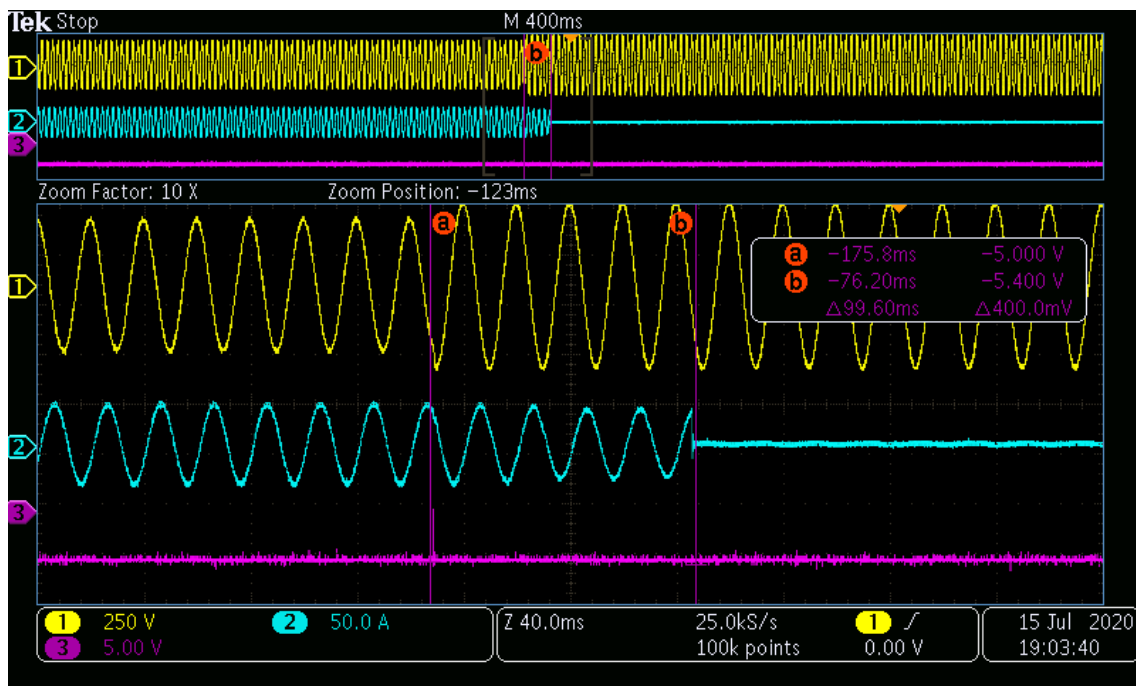 Tek Stop M 400ms
1
b
2
3
Zoom Factor: 10 X Zoom Position: -123ms
a b
1
a -175.8ms -5.000 V
b -76.20ms -5.400 V
△99.60ms △400.0mV
2
3
1 250 V 2 50.0 A
3 5.00 V
Z 40.0ms 25.0kS/s 1 /
100k points 0.00 V
15 Jul 2020
19:03:40